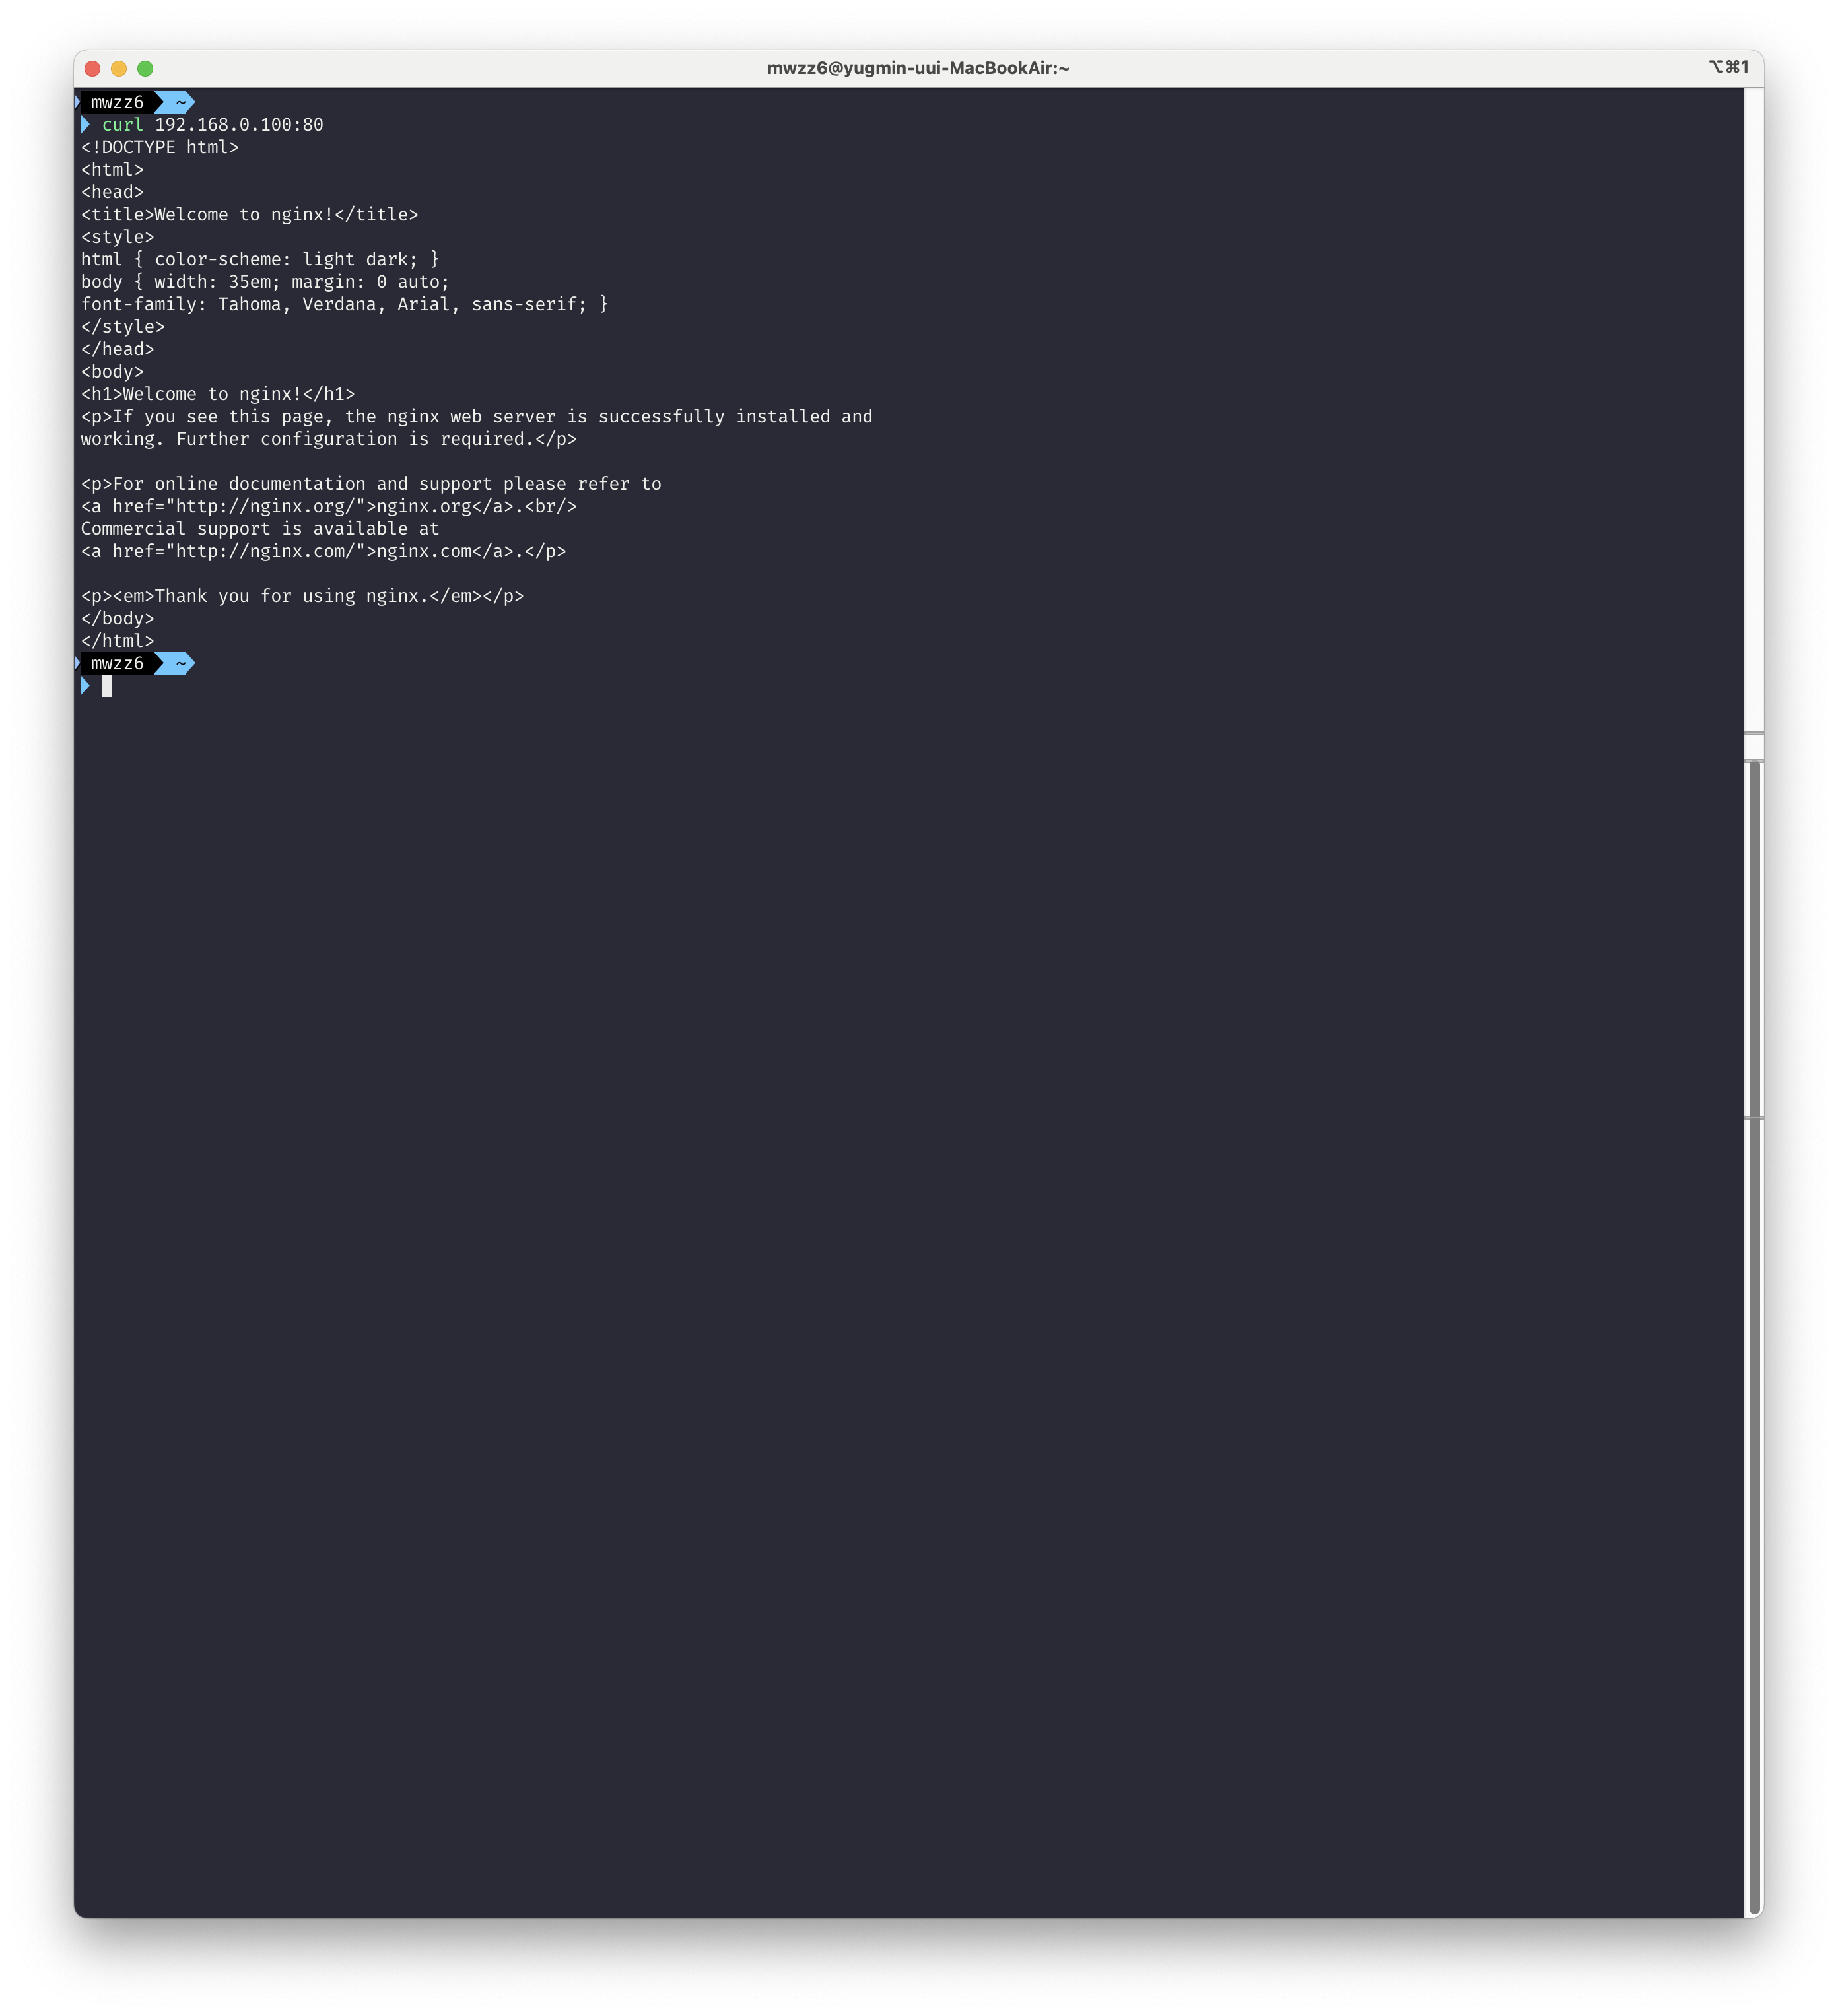 mwzz6@yugmin-uui-MacBookAir:~
⌥⌘1
mwzz6 ~
curl 192.168.0.100:80
<!DOCTYPE html>
<html>
<head>
<title>Welcome to nginx!</title>
<style>
html { color-scheme: light dark; }
body { width: 35em; margin: 0 auto;
font-family: Tahoma, Verdana, Arial, sans-serif; }
</style>
</head>
<body>
<h1>Welcome to nginx!</h1>
<p>If you see this page, the nginx web server is successfully installed and
working. Further configuration is required.</p>

<p>For online documentation and support please refer to
<a href="http://nginx.org/">nginx.org</a>.<br/>
Commercial support is available at
<a href="http://nginx.com/">nginx.com</a>.</p>

<p><em>Thank you for using nginx.</em></p>
</body>
</html>
mwzz6 ~